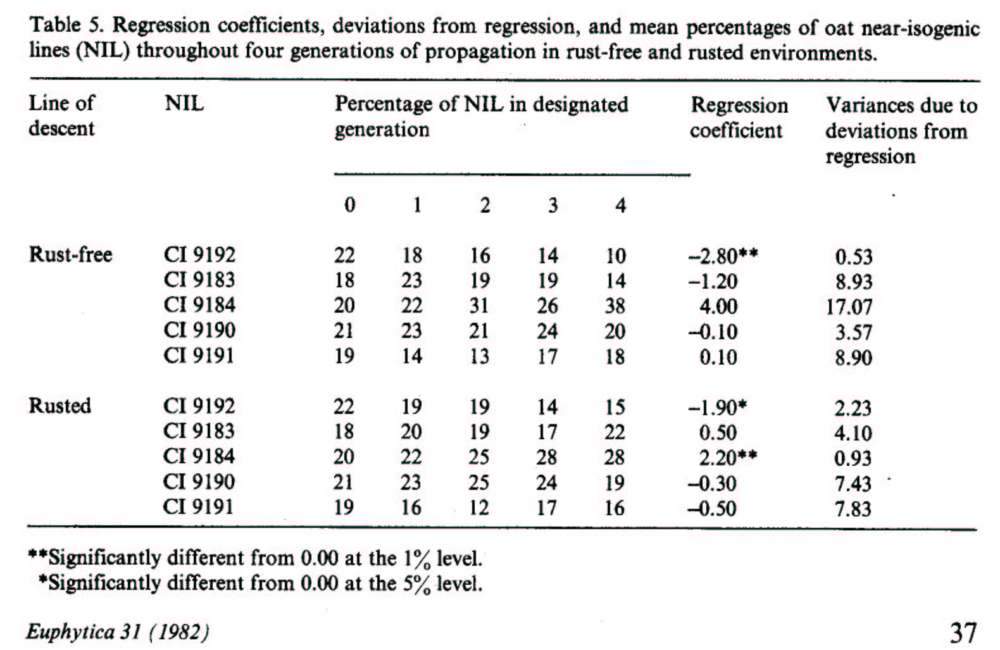 Table 5. Regression coefficients, deviations from regression, and mean percentages of oat near-isogenic
lines (NIL) throughout four generations of propagation in rust-free and rusted environments.
Line of NIL Percentage of NIL in designated Regression Variances due to
descent generation coefficient deviations from
regression
0 1 2 3 4
Rust-free CI 9192 22 18 16 14 10 –2.80** 0.53
CI 9183 18 23 19 19 14 –1.20 8.93
CI 9184 20 22 31 26 38 4.00 17.07
CI 9190 21 23 21 24 20 –0.10 3.57
CI 9191 19 14 13 17 18 0.10 8.90
Rusted CI 9192 22 19 19 14 15 –1.90* 2.23
CI 9183 18 20 19 17 22 0.50 4.10
CI 9184 20 22 25 28 28 2.20** 0.93
CI 9190 21 23 25 24 19 –0.30 7.43
CI 9191 19 16 12 17 16 –0.50 7.83
**Significantly different from 0.00 at the 1% level.
*Significantly different from 0.00 at the 5% level.
Euphytica 31 (1982) 37